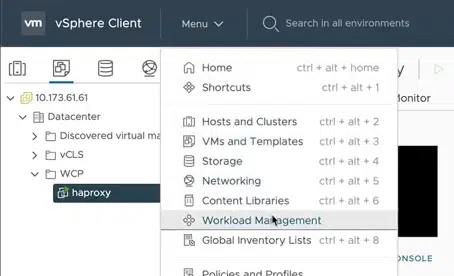 vm vSphere Client Menu Search in all environments
Home ctrl + alt + home
Shortcuts ctrl + alt + 1
10.173.61.61
Monitor
Datacenter
Hosts and Clusters ctrl + alt + 2
Discovered virtual ma
VMs and Templates ctrl + alt + 3
vCLS
Storage ctrl + alt + 4
WCP
Networking ctrl + alt + 5
haproxy
Content Libraries ctrl + alt + 6
Workload Management
Global Inventory Lists ctrl + alt + 8
ONSOLE
Policies and Profiles